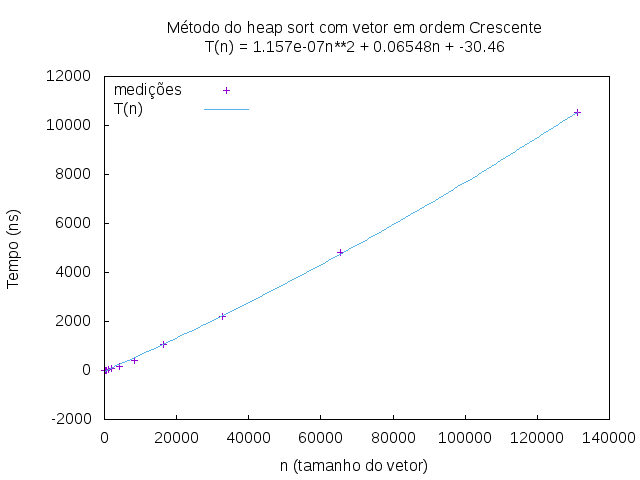 Método do heap sort com vetor em ordem Crescente
T(n) = 1.157e-07n**2 + 0.06548n + -30.46
12000
10000
8000
6000
4000
2000
0
-2000
medições
T(n)
Tempo (ns)
0 20000 40000 60000 80000 100000 120000 140000
n (tamanho do vetor)